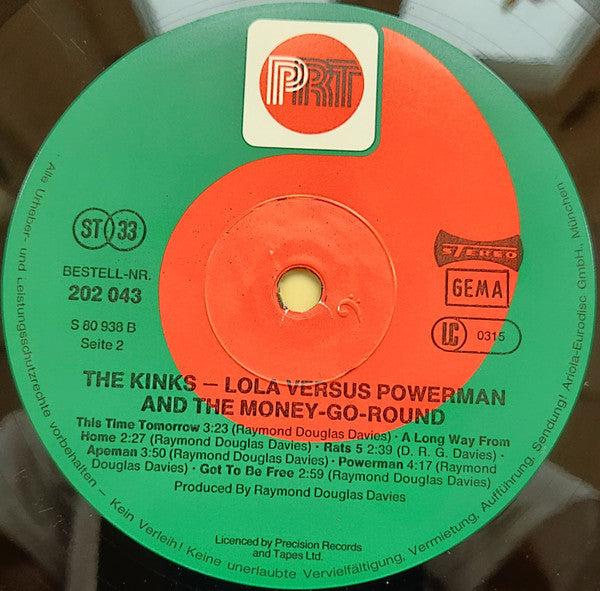 PRT
ST 33
BESTELL-NR.
202 043
S 80 938 B
Seite 2
STEREO
GEMA
LC 0315
THE KINKS – LOLA VERSUS POWERMAN
AND THE MONEY-GO-ROUND
This Time Tomorrow 3:23 (Raymond Douglas Davies) · A Long Way From
Home 2:27 (Raymond Douglas Davies) · Rats 5 2:39 (D. R. G. Davies) ·
Apeman 3:50 (Raymond Douglas Davies) · Powerman 4:17 (Raymond
Douglas Davies) · Got To Be Free 2:59 (Raymond Douglas Davies)
Produced By Raymond Douglas Davies
Licenced by Precision Records
and Tapes Ltd.
Alle Urheber- und Leistungsschutzrechte vorbehalten – Kein Verleih! Keine unerlaubte Vervielfältigung, Vermietung, Aufführung, Sendung! Ariola-Eurodisc GmbH, München